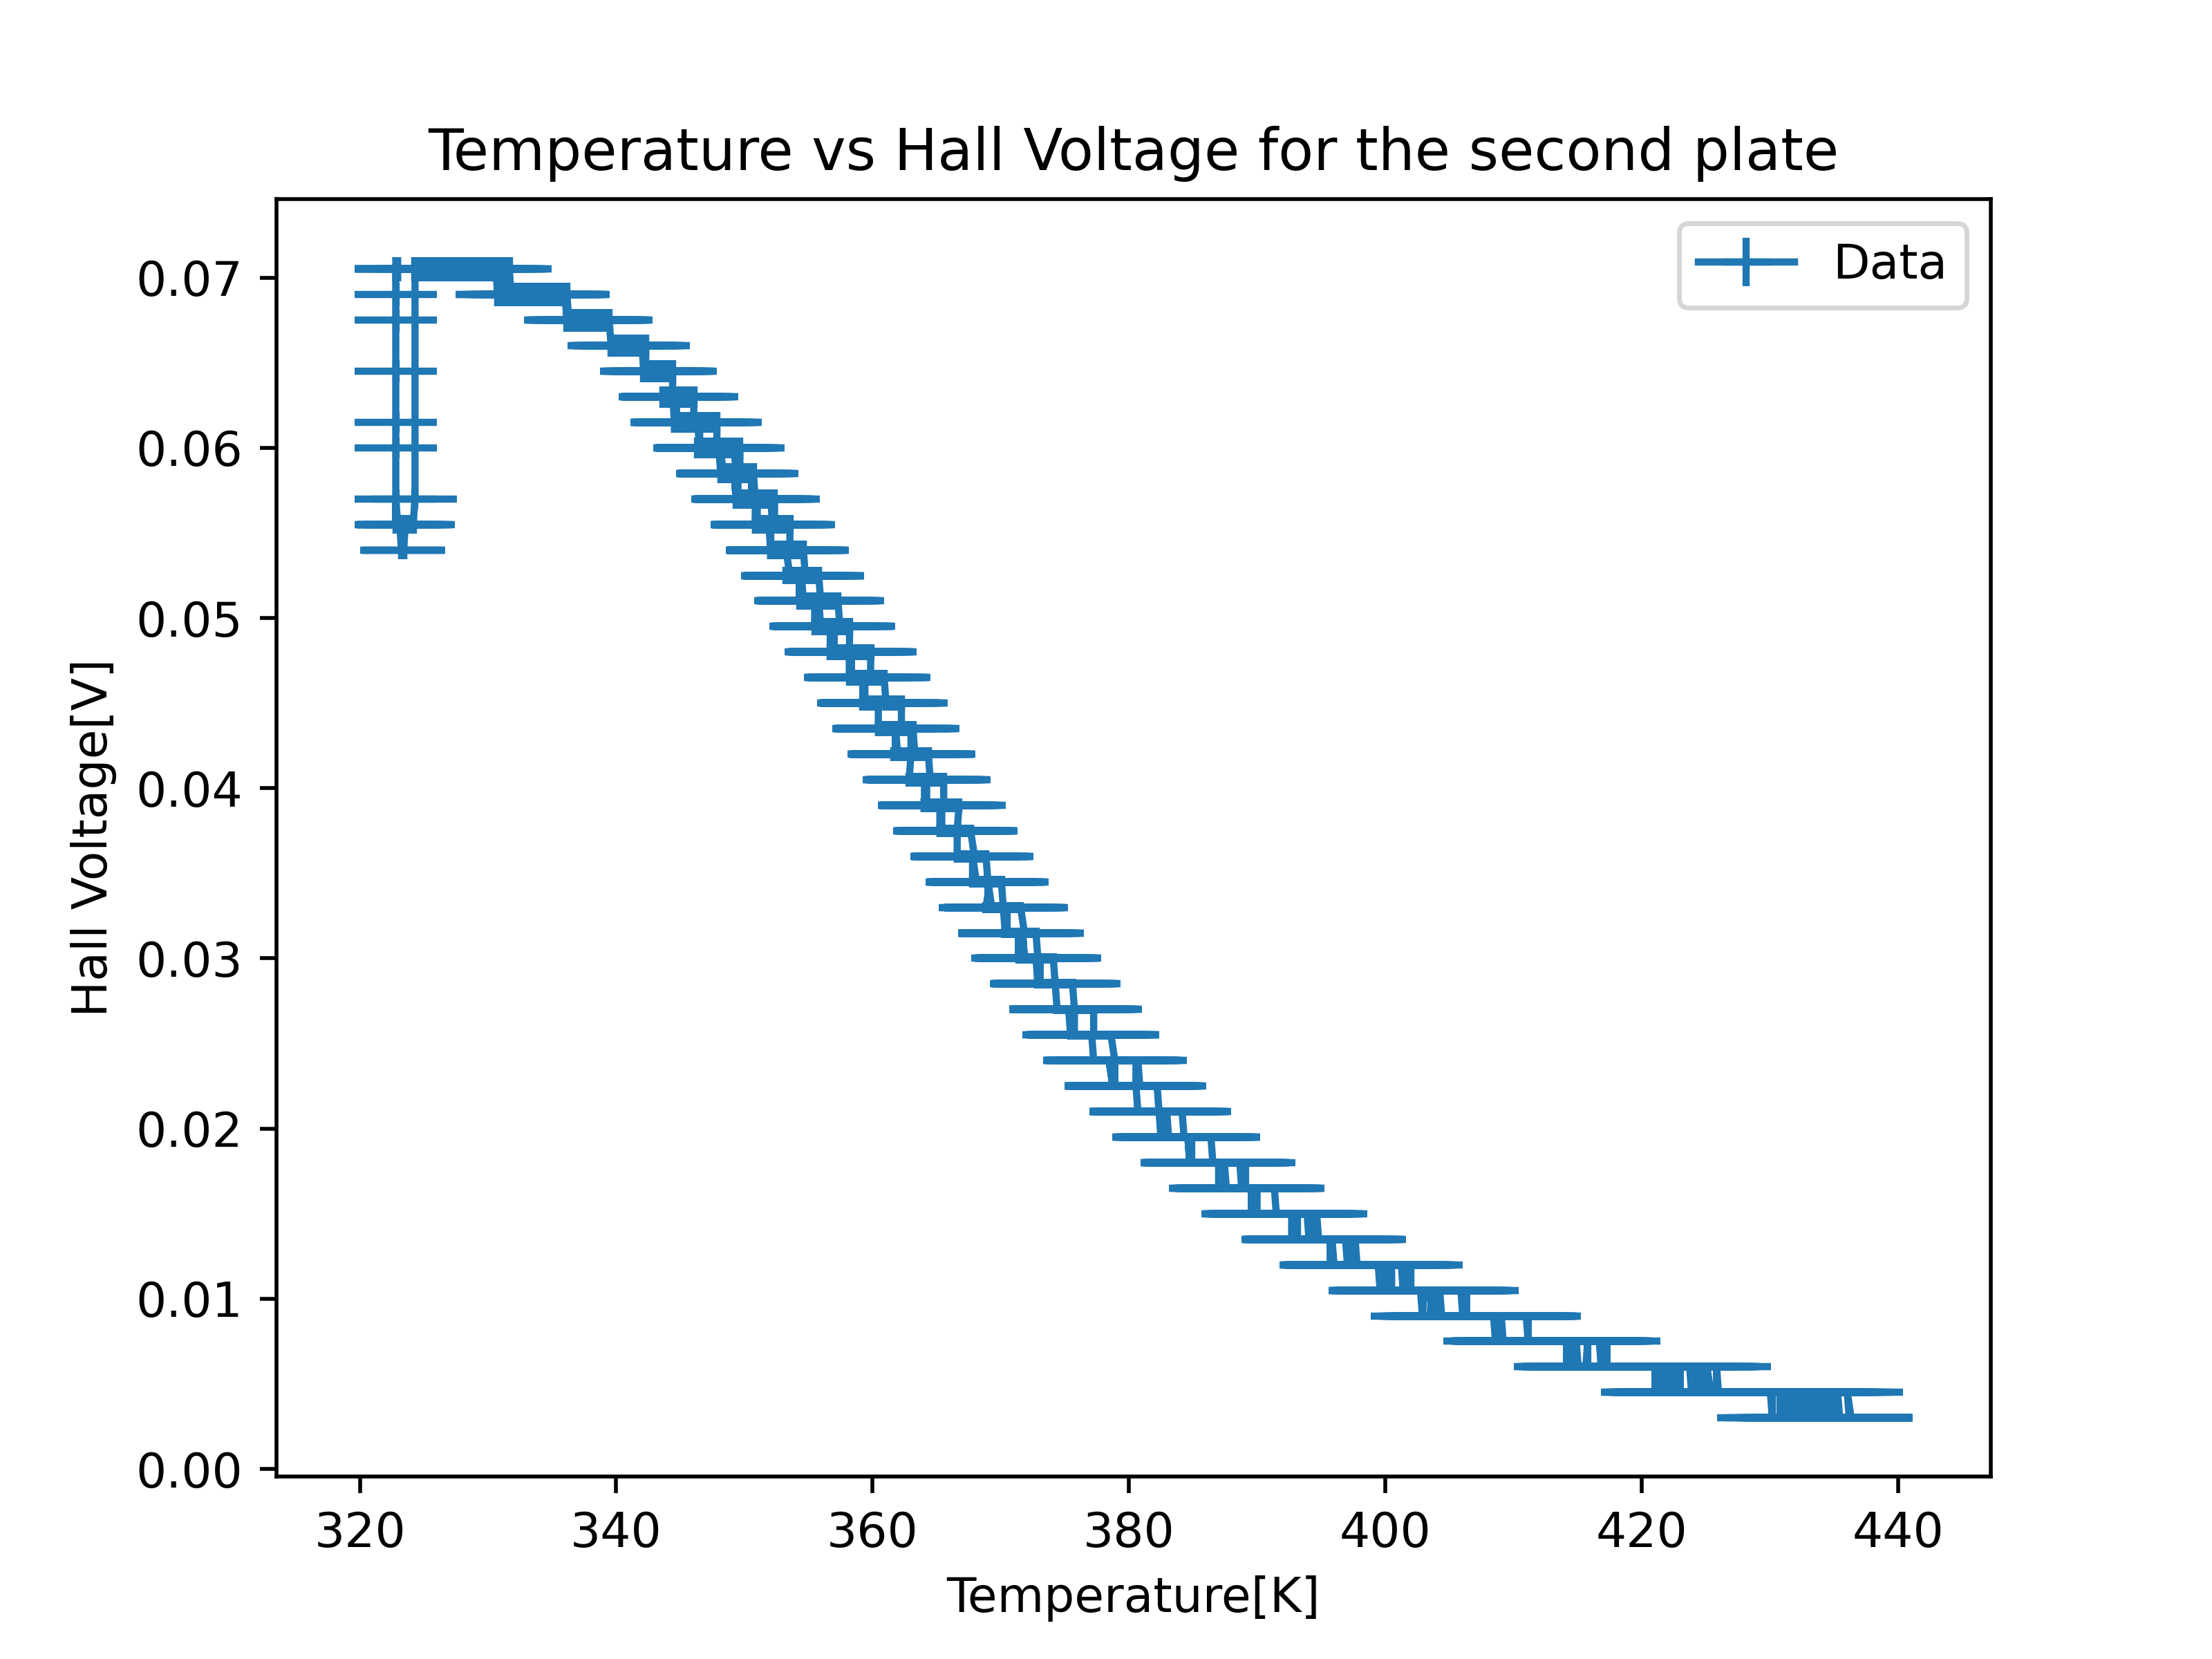 Temperature vs Hall Voltage for the second plate
Data
0.07
0.06
0.05
0.04
0.03
0.02
0.01
0.00
Hall Voltage[V]
320 340 360 380 400 420 440
Temperature[K]